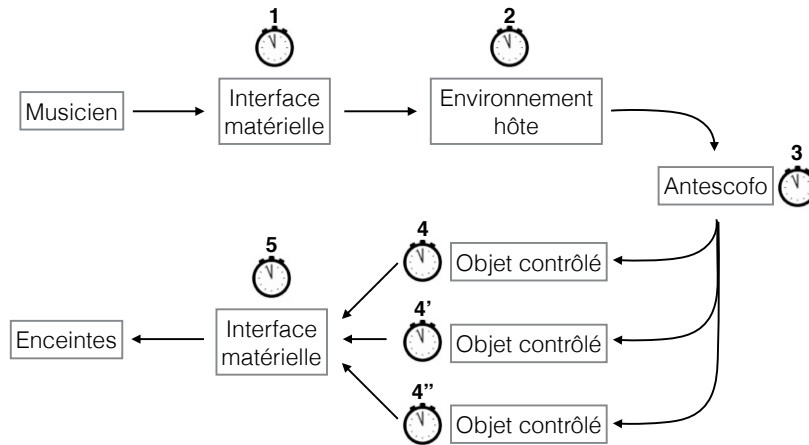 1
2
Musicien
Interface
matérielle
Environnement
hôte
3
Antescofo
4
Objet contrôlé
5
4'
Enceintes
Interface
matérielle
Objet contrôlé
4''
Objet contrôlé